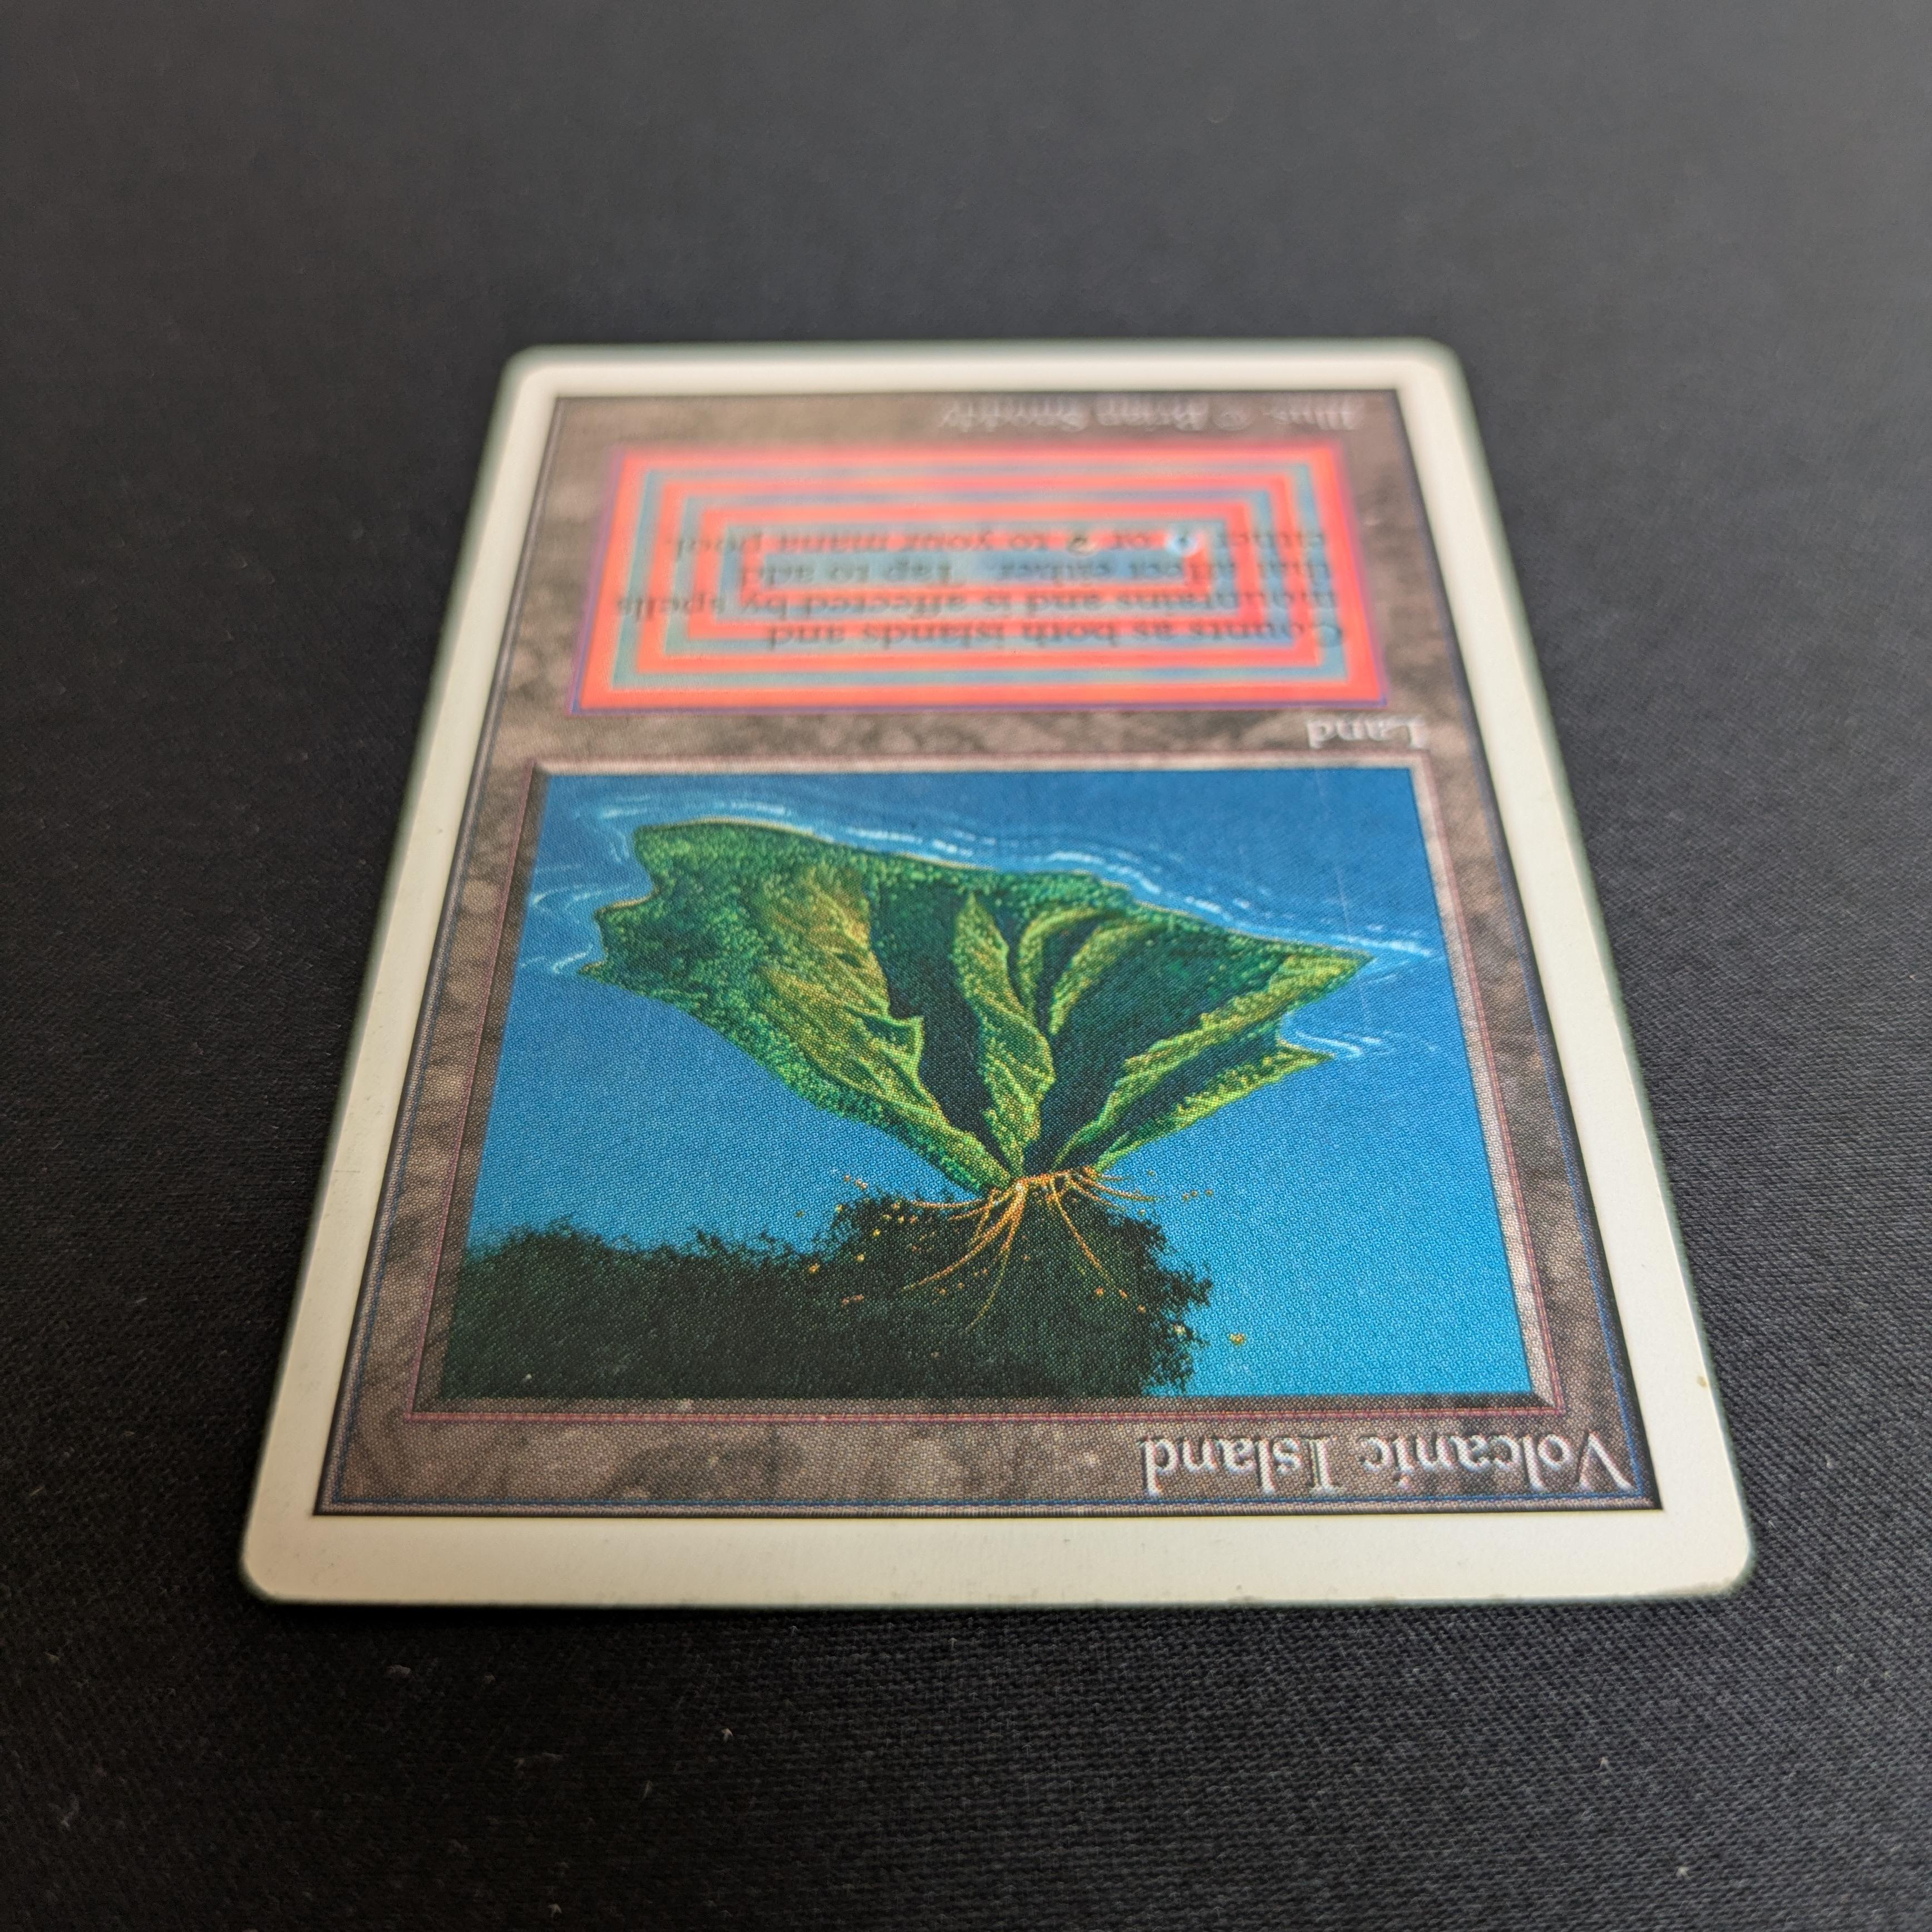 Volcanic Island
Land
Counts as both islands and
mountains and is affected by spells
that affect either. Tap to add
either or to your mana pool.
Illus. © Brian Snoddy